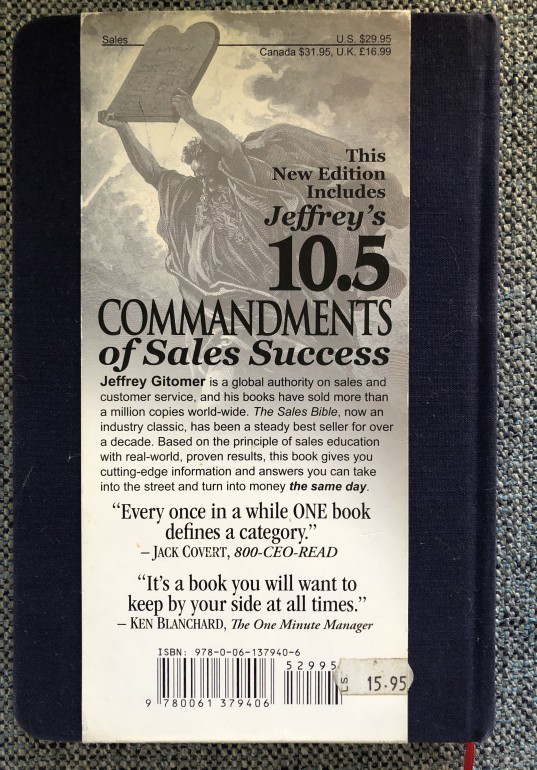 Sales
U.S. $29.95
Canada $31.95, U.K. £16.99
This
New Edition
Includes
Jeffrey's
10.5
COMMANDMENTS
of Sales Success
Jeffrey Gitomer is a global authority on sales and
customer service, and his books have sold more than
a million copies world-wide. The Sales Bible, now an
industry classic, has been a steady best seller for over
a decade. Based on the principle of sales education
with real-world, proven results, this book gives you
cutting-edge information and answers you can take
into the street and turn into money the same day.
“Every once in a while ONE book
defines a category.”
– JACK COVERT, 800-CEO-READ
“It's a book you will want to
keep by your side at all times.”
– KEN BLANCHARD, The One Minute Manager
ISBN: 978-0-06-137940-6
52995
15.95
9 780061 379406